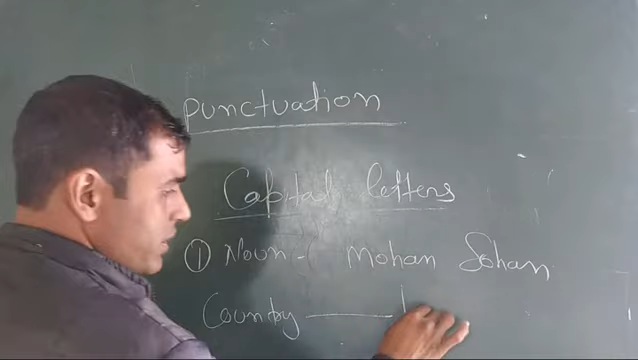 Punctuation
Capital letters
① Noun - ( Mohan Sohan
Country ———